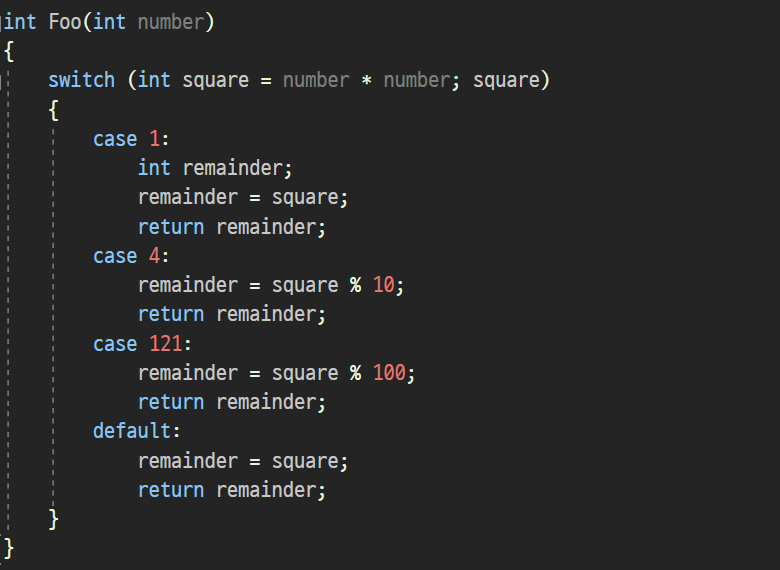 int Foo(int number)
{
switch (int square = number * number; square)
{
case 1:
int remainder;
remainder = square;
return remainder;
case 4:
remainder = square % 10;
return remainder;
case 121:
remainder = square % 100;
return remainder;
default:
remainder = square;
return remainder;
}
}